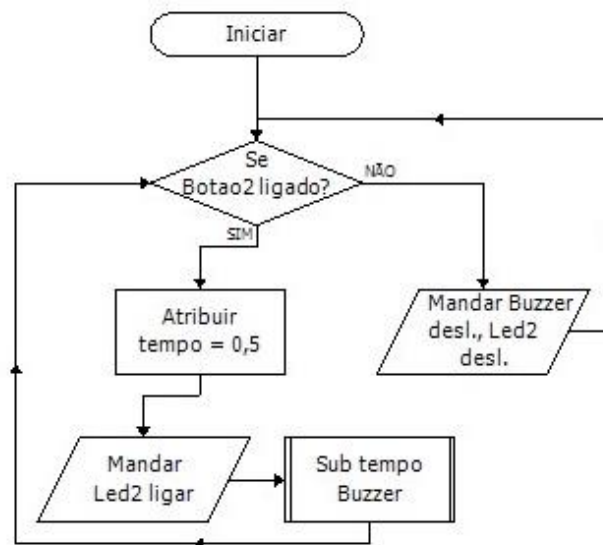 Iniciar
Se
Botao2 ligado?
NÃO
SIM
Atribuir
tempo = 0,5
Mandar Buzzer
desl., Led2
desl.
Mandar
Led2 ligar
Sub tempo
Buzzer